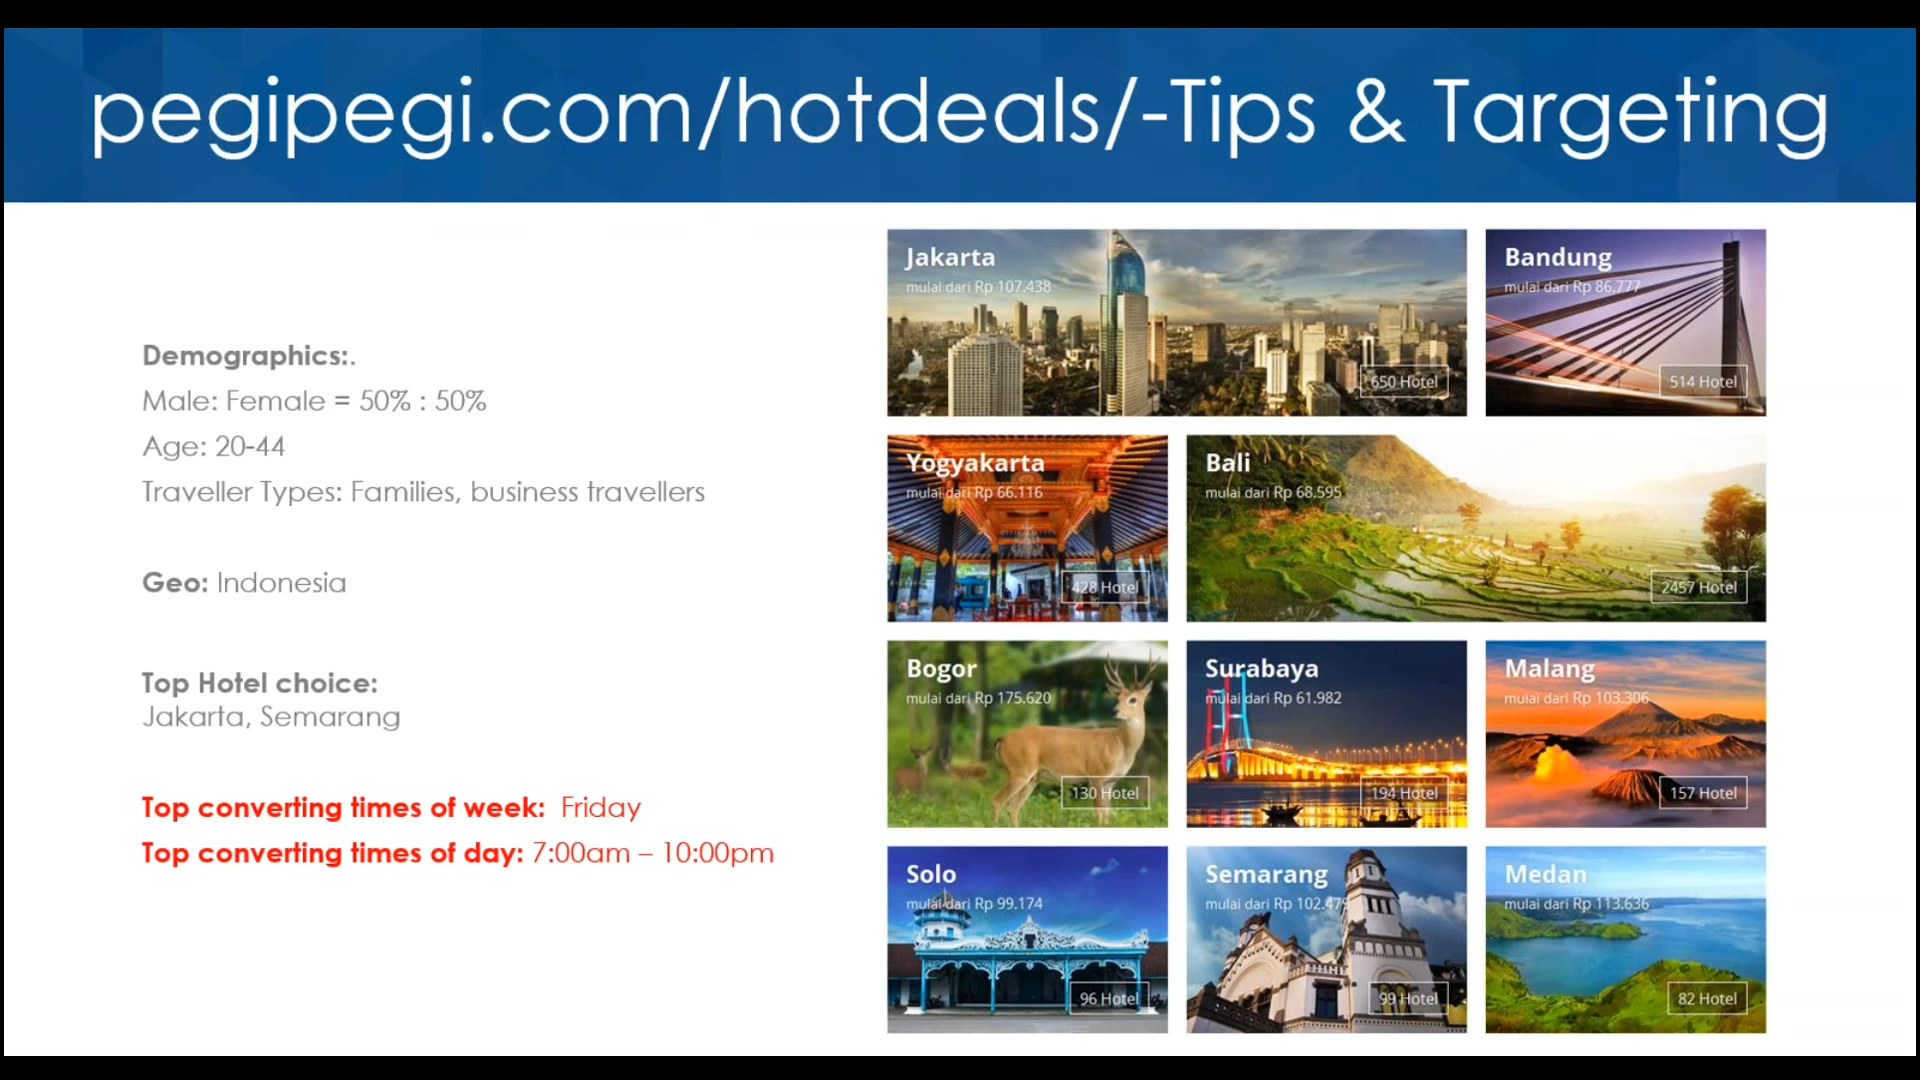 pegipegi.com/hotdeals/-Tips & Targeting
Demographics:.
Male: Female = 50% : 50%
Age: 20-44
Traveller Types: Families, business travellers
Geo: Indonesia
Top Hotel choice:
Jakarta, Semarang
Top converting times of week: Friday
Top converting times of day: 7:00am – 10:00pm
Jakarta
mulai dari Rp 107.438
650 Hotel
Bandung
mulai dari Rp 86.777
514 Hotel
Yogyakarta
mulai dari Rp 66.116
428 Hotel
Bali
mulai dari Rp 68.595
2457 Hotel
Bogor
mulai dari Rp 175.620
130 Hotel
Surabaya
mulai dari Rp 61.982
194 Hotel
Malang
mulai dari Rp 103.306
157 Hotel
Solo
mulai dari Rp 99.174
96 Hotel
Semarang
mulai dari Rp 102.479
99 Hotel
Medan
mulai dari Rp 113.636
82 Hotel